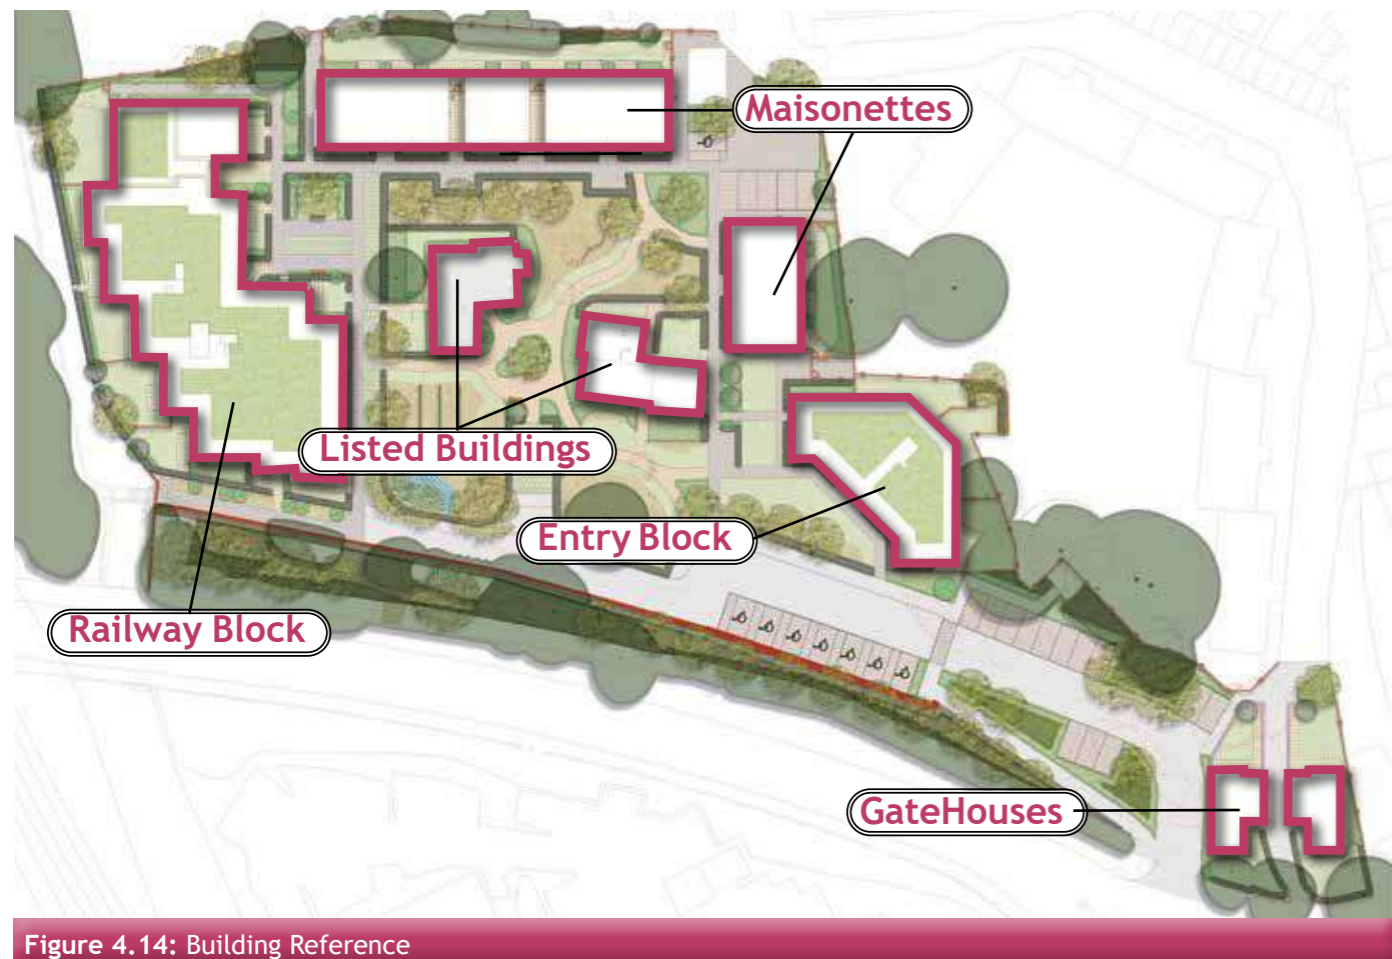 Maisonettes
Listed Buildings
Entry Block
Railway Block
GateHouses
Figure 4.14: Building Reference